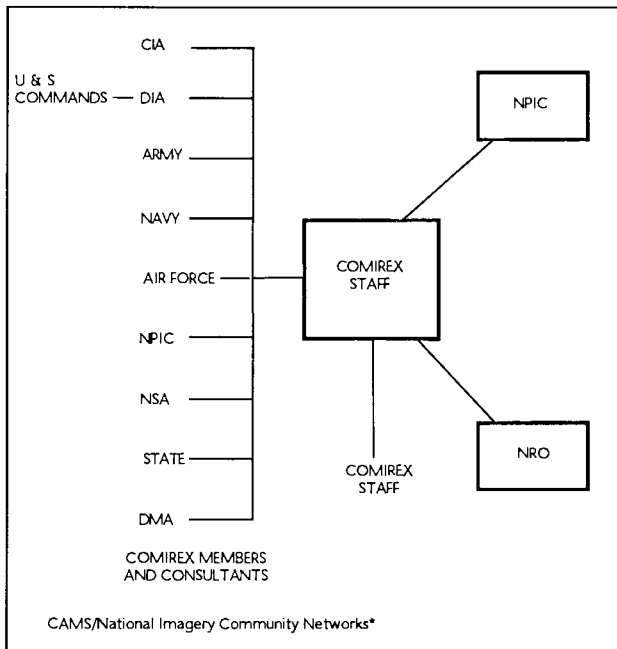 CIA
U & S
COMMANDS
DIA
ARMY
NAVY
AIR FORCE
NPIC
NSA
STATE
DMA
COMIREX MEMBERS
AND CONSULTANTS
COMIREX
STAFF
NPIC
NRO
COMIREX
STAFF
CAMS/National Imagery Community Networks*